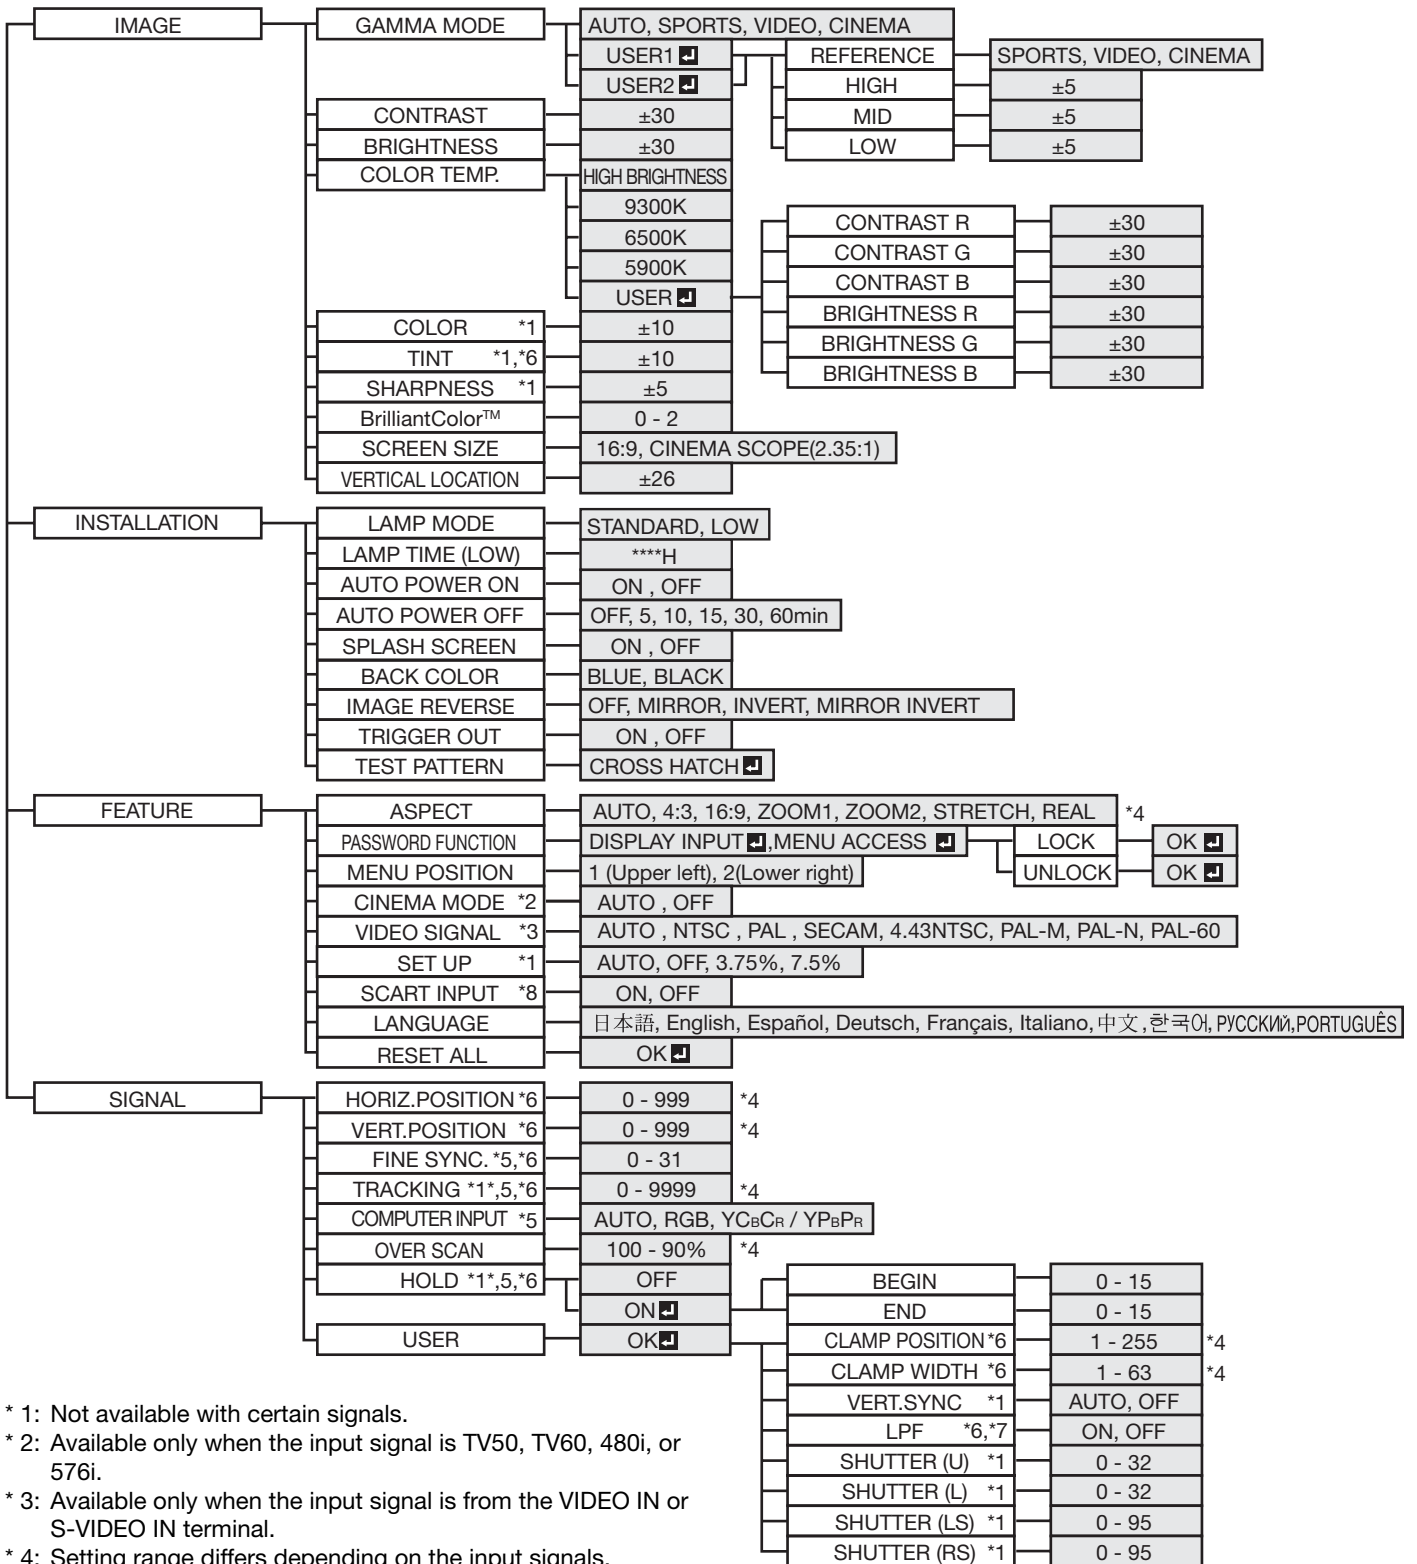 IMAGE
GAMMA MODE
AUTO, SPORTS, VIDEO, CINEMA
USER1
REFERENCE
SPORTS, VIDEO, CINEMA
USER2
HIGH
±5
MID
±5
LOW
±5
CONTRAST
±30
BRIGHTNESS
±30
COLOR TEMP.
HIGH BRIGHTNESS
9300K
6500K
5900K
USER
CONTRAST R
±30
CONTRAST G
±30
CONTRAST B
±30
BRIGHTNESS R
±30
BRIGHTNESS G
±30
BRIGHTNESS B
±30
COLOR *1
±10
TINT *1,*6
±10
SHARPNESS *1
±5
BrilliantColor™
0 - 2
SCREEN SIZE
16:9, CINEMA SCOPE(2.35:1)
VERTICAL LOCATION
±26
INSTALLATION
LAMP MODE
STANDARD, LOW
LAMP TIME (LOW)
****H
AUTO POWER ON
ON , OFF
AUTO POWER OFF
OFF, 5, 10, 15, 30, 60min
SPLASH SCREEN
ON , OFF
BACK COLOR
BLUE, BLACK
IMAGE REVERSE
OFF, MIRROR, INVERT, MIRROR INVERT
TRIGGER OUT
ON , OFF
TEST PATTERN
CROSS HATCH
FEATURE
ASPECT
AUTO, 4:3, 16:9, ZOOM1, ZOOM2, STRETCH, REAL *4
PASSWORD FUNCTION
DISPLAY INPUT ,MENU ACCESS
LOCK
OK
UNLOCK
OK
MENU POSITION
1 (Upper left), 2(Lower right)
CINEMA MODE *2
AUTO , OFF
VIDEO SIGNAL *3
AUTO , NTSC , PAL , SECAM, 4.43NTSC, PAL-M, PAL-N, PAL-60
SET UP *1
AUTO, OFF, 3.75%, 7.5%
SCART INPUT *8
ON, OFF
LANGUAGE
日本語, English, Español, Deutsch, Français, Italiano, 中文 , 한국어, РУССКИЙ,PORTUGUÊS
RESET ALL
OK
SIGNAL
HORIZ.POSITION *6
0 - 999 *4
VERT.POSITION *6
0 - 999 *4
FINE SYNC. *5,*6
0 - 31
TRACKING *1*,5,*6
0 - 9999 *4
COMPUTER INPUT *5
AUTO, RGB, YCBCR / YPBPR
OVER SCAN
100 - 90% *4
HOLD *1*,5,*6
OFF
ON
BEGIN
0 - 15
END
0 - 15
USER
OK
CLAMP POSITION *6
1 - 255 *4
CLAMP WIDTH *6
1 - 63 *4
VERT.SYNC *1
AUTO, OFF
LPF *6,*7
ON, OFF
SHUTTER (U) *1
0 - 32
SHUTTER (L) *1
0 - 32
SHUTTER (LS) *1
0 - 95
SHUTTER (RS) *1
0 - 95
* 1: Not available with certain signals.
* 2: Available only when the input signal is TV50, TV60, 480i, or
576i.
* 3: Available only when the input signal is from the VIDEO IN or
S-VIDEO IN terminal.
* 4: Setting range differs depending on the input signals.